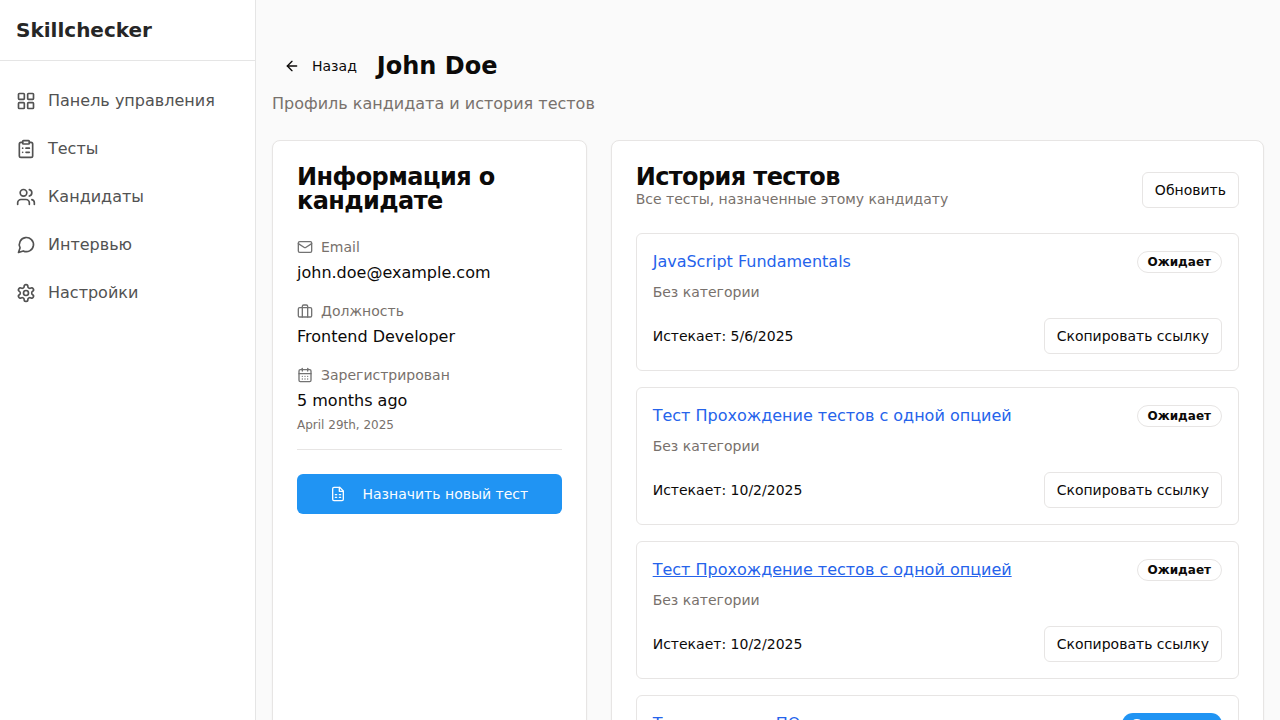 Skillchecker
Панель управления
Тесты
Кандидаты
Интервью
Настройки
Назад
John Doe
Профиль кандидата и история тестов
Информация о
кандидате
Email
john.doe@example.com
Должность
Frontend Developer
Зарегистрирован
5 months ago
April 29th, 2025
Назначить новый тест
История тестов
Все тесты, назначенные этому кандидату
Обновить
JavaScript Fundamentals
Ожидает
Без категории
Истекает: 5/6/2025
Скопировать ссылку
Тест Прохождение тестов с одной опцией
Ожидает
Без категории
Истекает: 10/2/2025
Скопировать ссылку
Тест Прохождение тестов с одной опцией
Ожидает
Без категории
Истекает: 10/2/2025
Скопировать ссылку